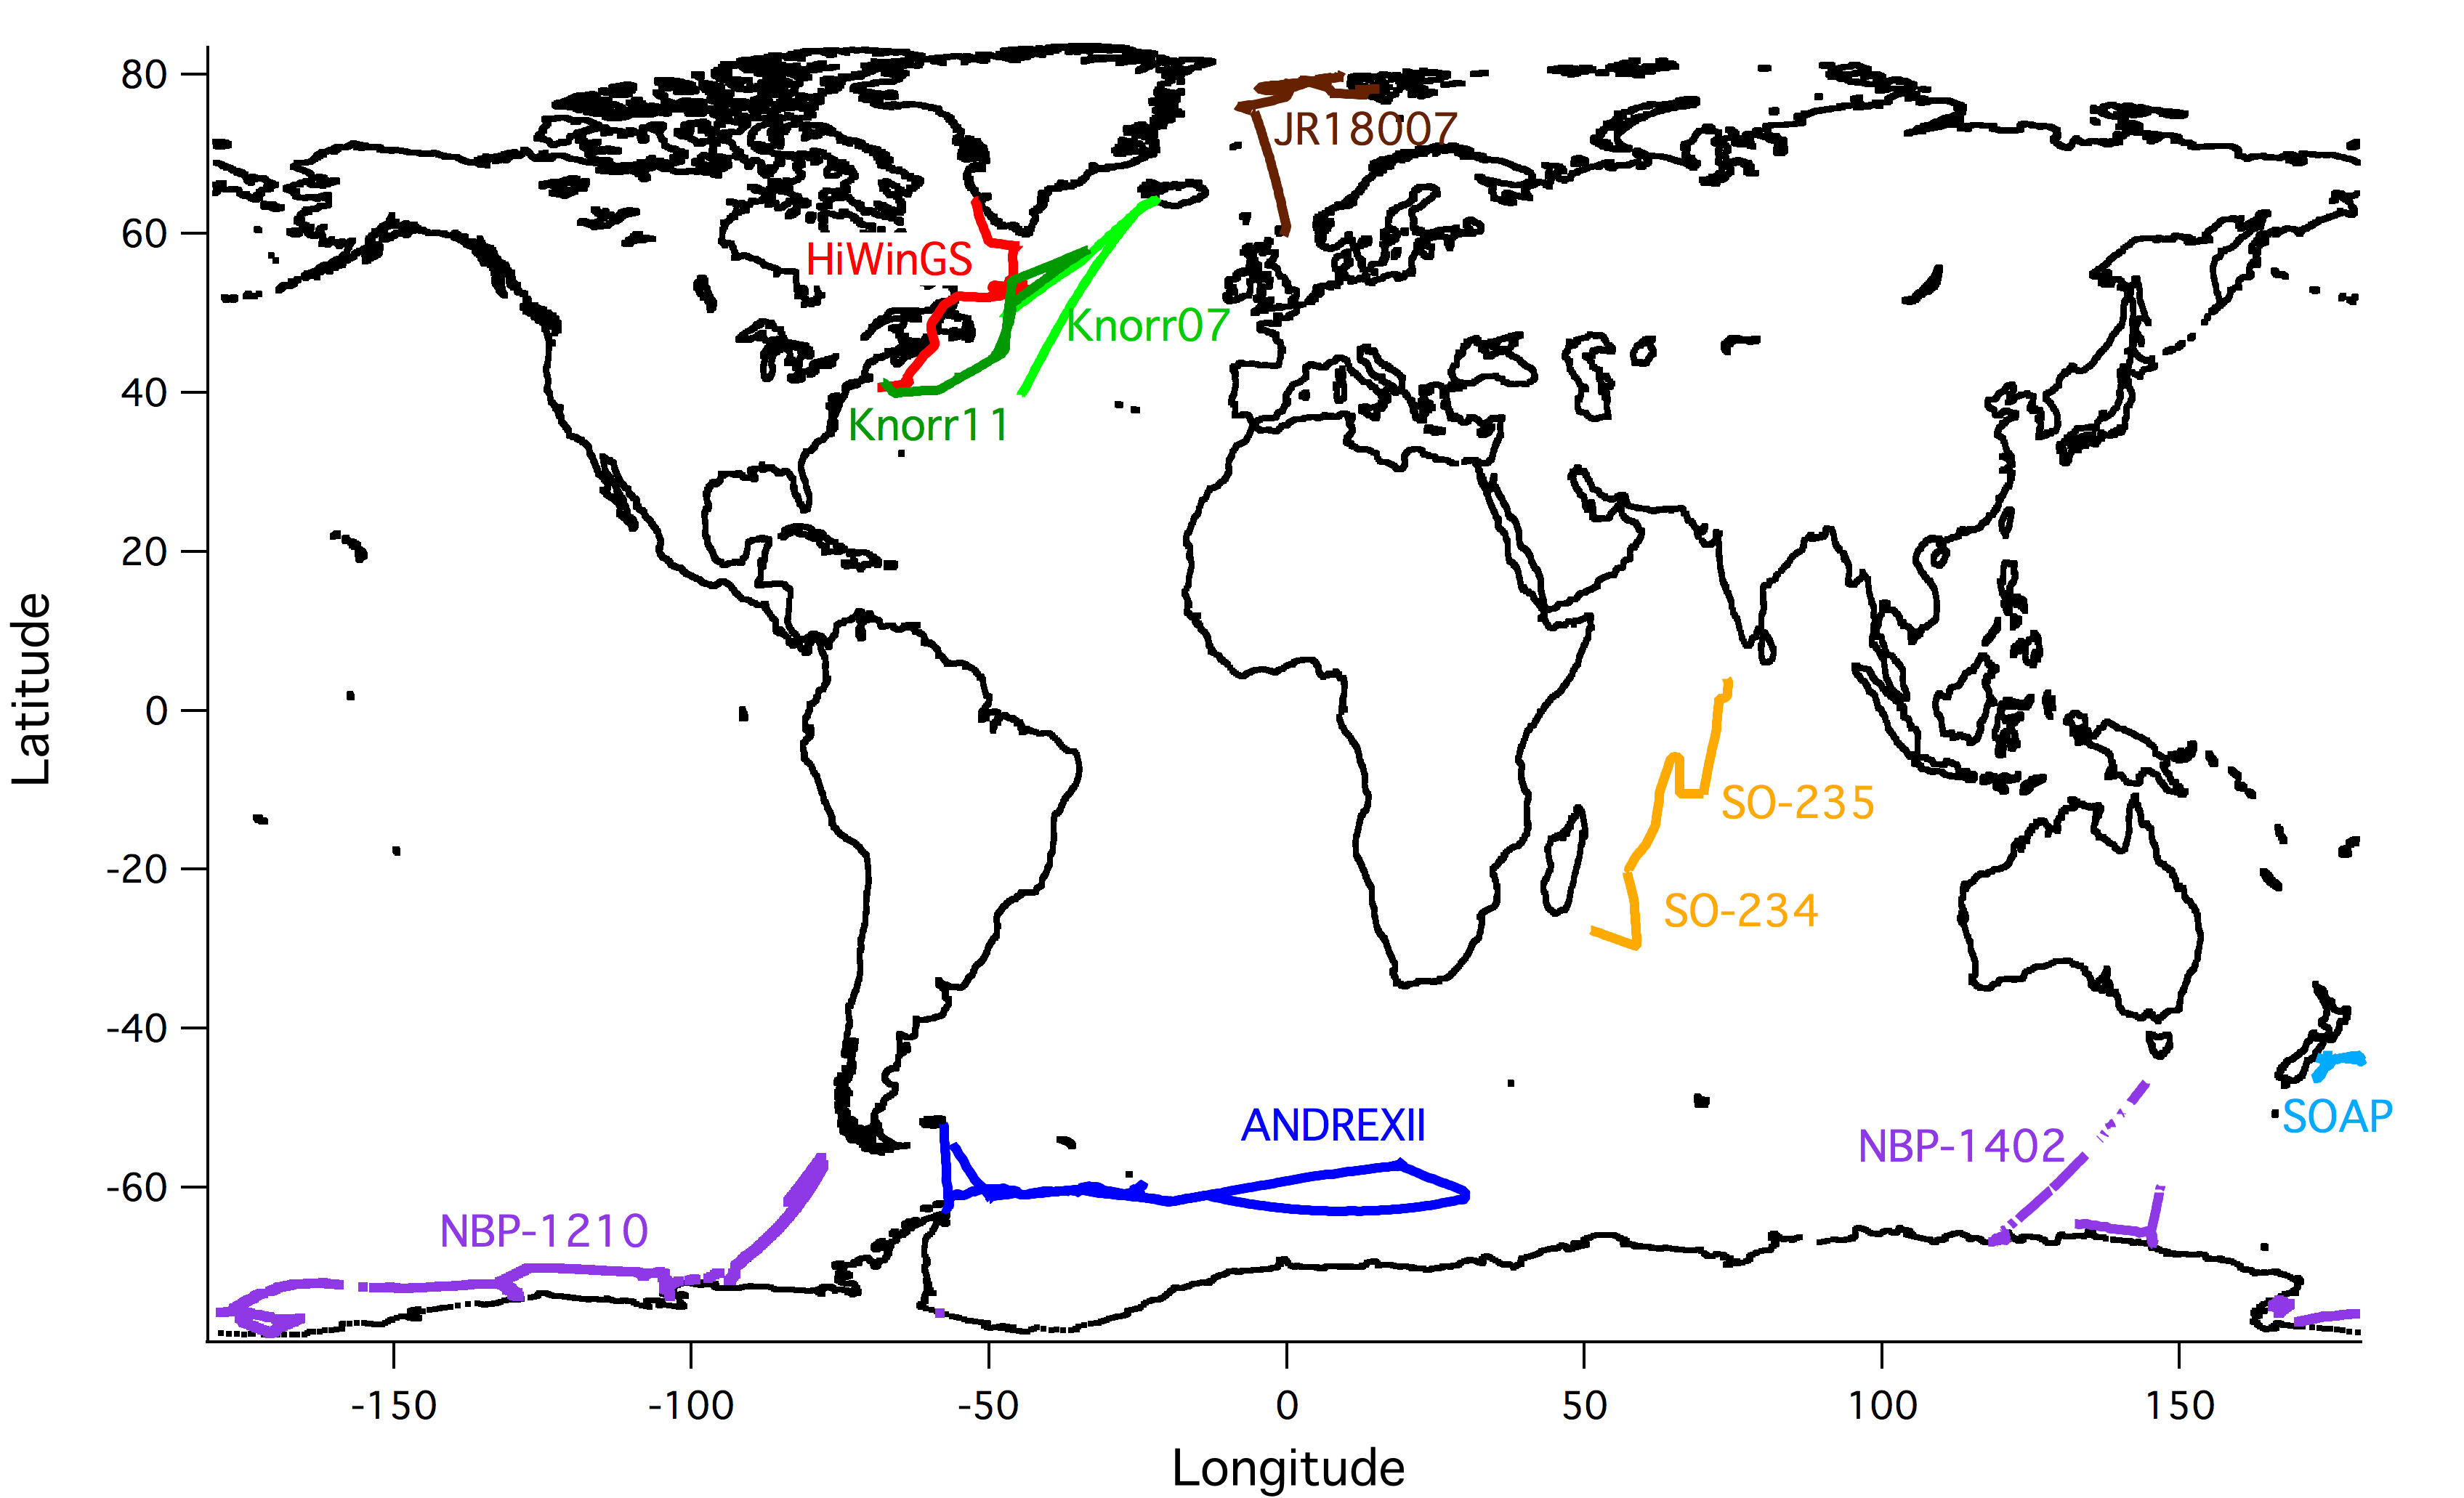 80
60
40
20
0
-20
-40
-60
Latitude
JR18007
HiWinGS
Knorr07
Knorr11
SO-235
SO-234
ANDREXII
SOAP
NBP-1402
NBP-1210
-150
-100
-50
0
50
100
150
Longitude